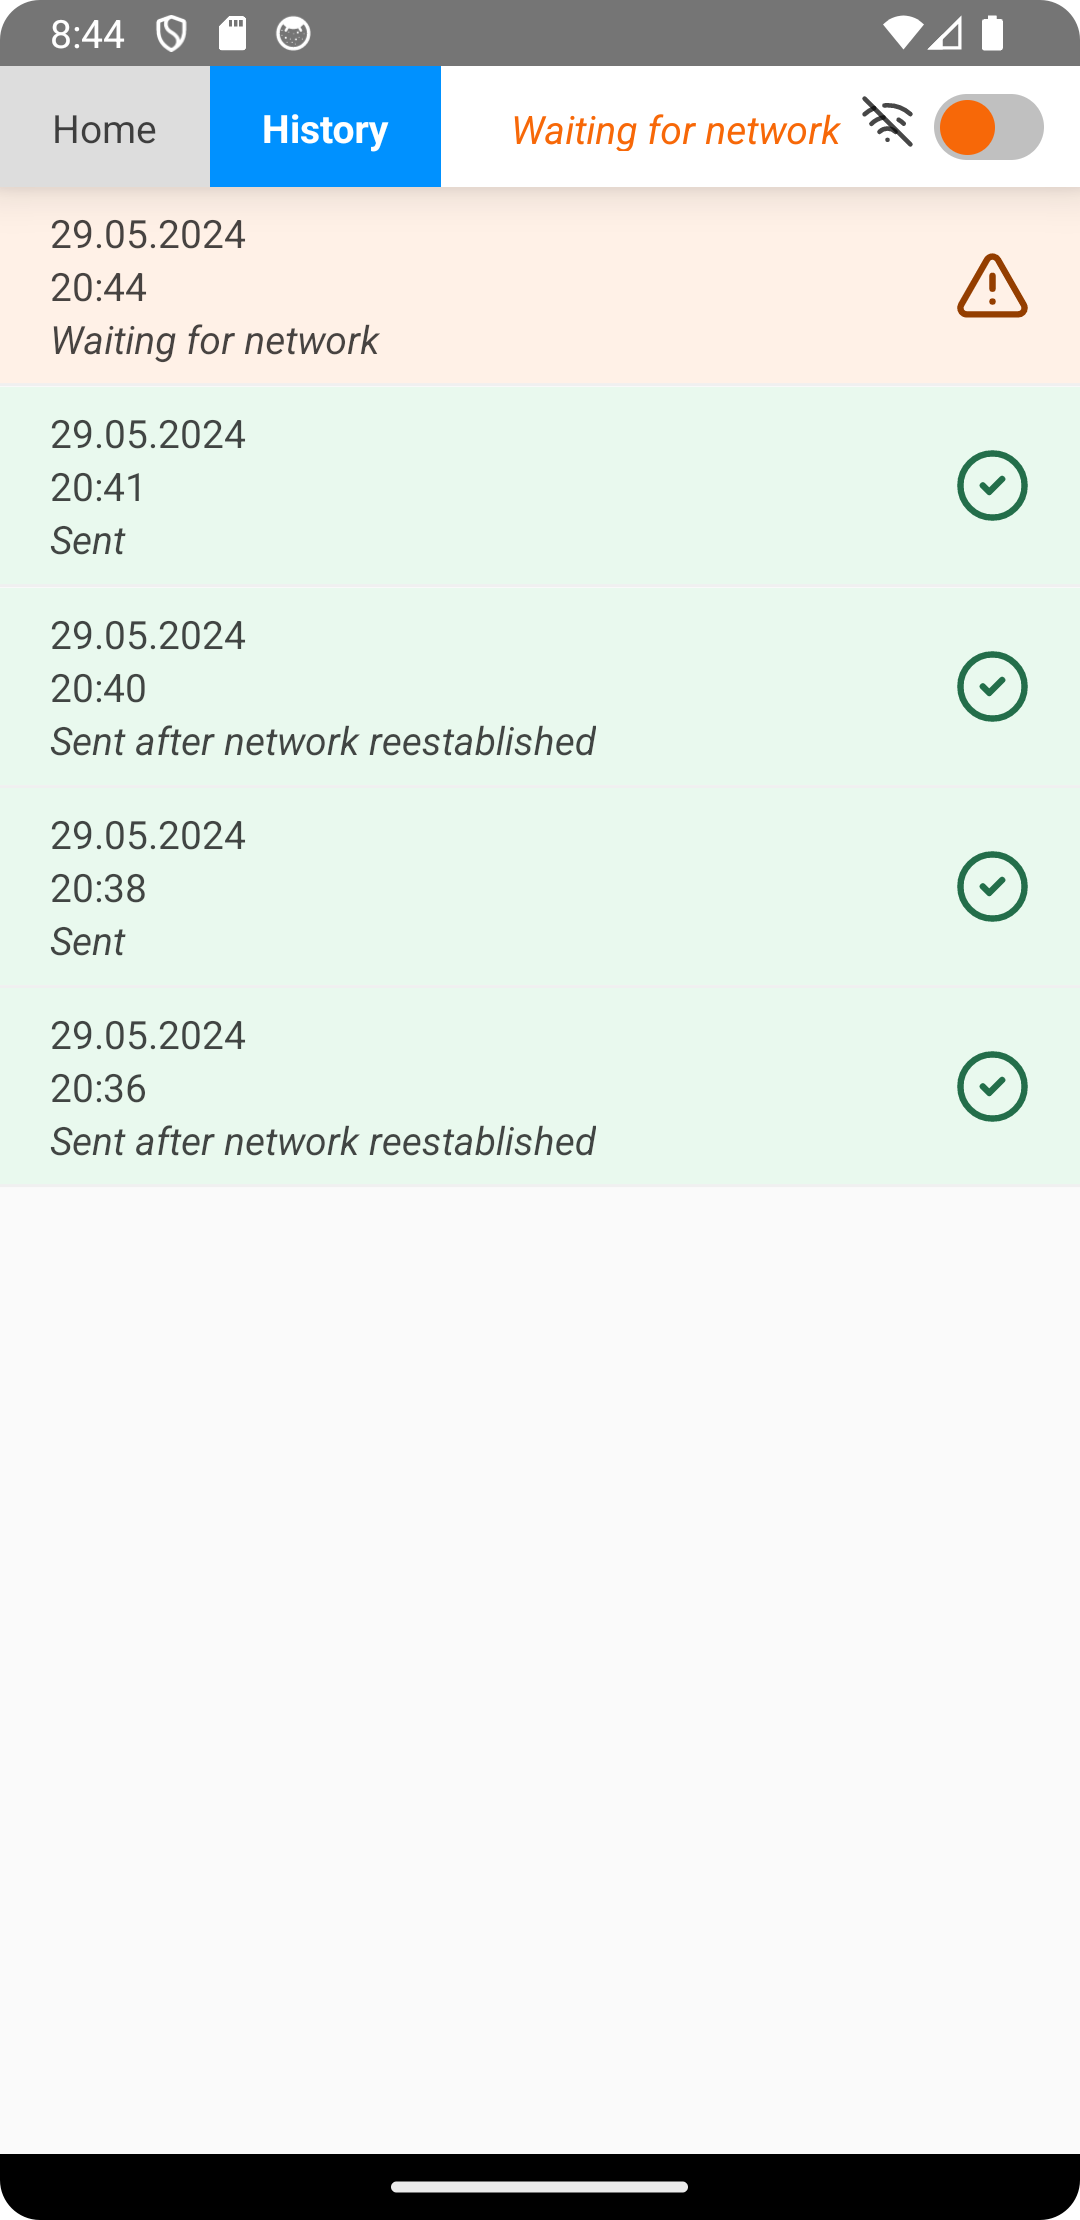 8:44
Home
History
Waiting for network
29.05.2024
20:44
Waiting for network
29.05.2024
20:41
Sent
29.05.2024
20:40
Sent after network reestablished
29.05.2024
20:38
Sent
29.05.2024
20:36
Sent after network reestablished